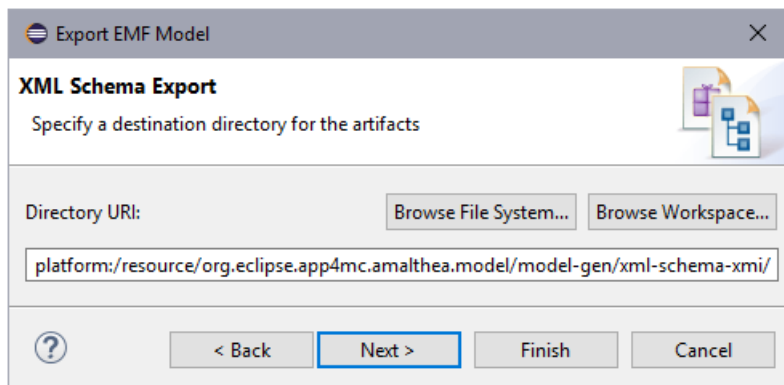 Export EMF Model
XML Schema Export
Specify a destination directory for the artifacts
Directory URI: Browse File System... Browse Workspace...
platform:/resource/org.eclipse.app4mc.amalthea.model/model-gen/xml-schema-xmi/
? < Back Next > Finish Cancel